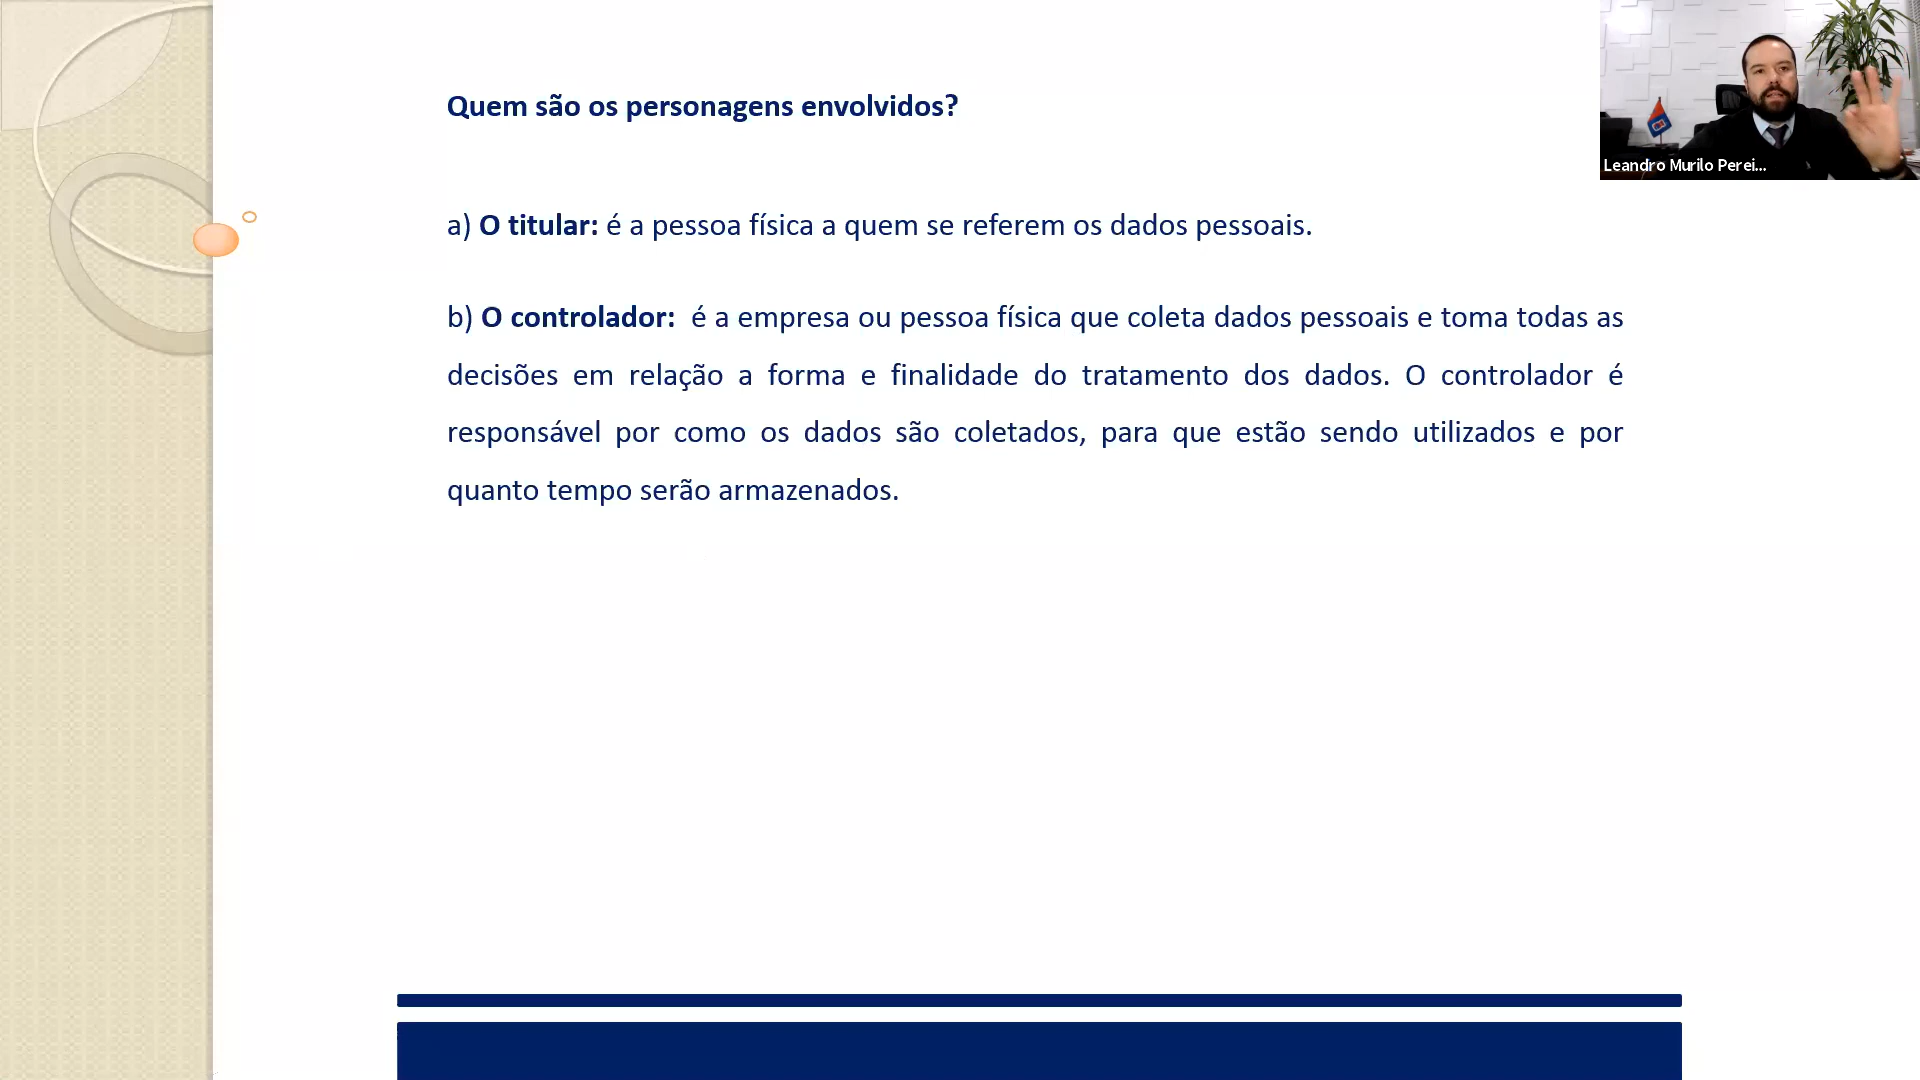 Quem são os personagens envolvidos?
Leandro Murilo Perei...
a) O titular: é a pessoa física a quem se referem os dados pessoais.
b) O controlador: é a empresa ou pessoa física que coleta dados pessoais e toma todas as
decisões em relação a forma e finalidade do tratamento dos dados. O controlador é
responsável por como os dados são coletados, para que estão sendo utilizados e por
quanto tempo serão armazenados.